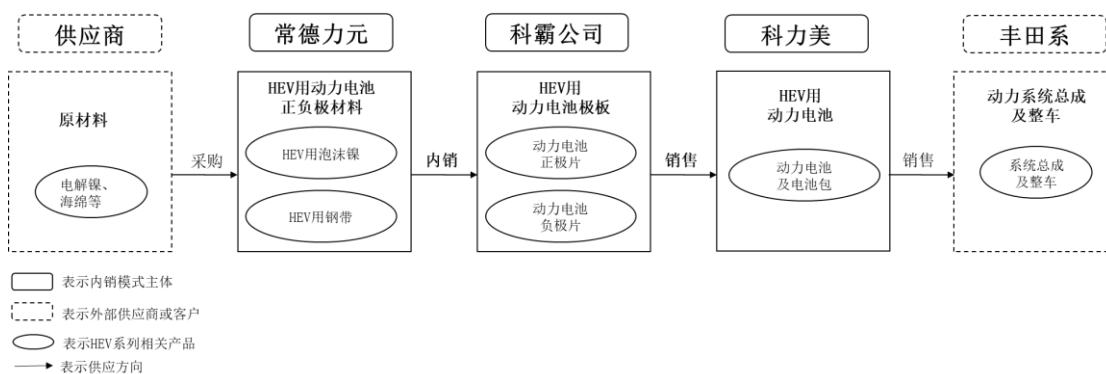 供应商
常德力元
科霸公司
科力美
丰田系
原材料
电解镍、
海绵等
采购
HEV用动力电池
正负极材料
HEV用泡沫镍
HEV用钢带
内销
HEV用
动力电池极板
动力电池
正极片
动力电池
负极片
销售
HEV用
动力电池
动力电池
及电池包
销售
动力系统总成
及整车
系统总成
及整车
表示内销模式主体
表示外部供应商或客户
表示HEV系列相关产品
表示供应方向